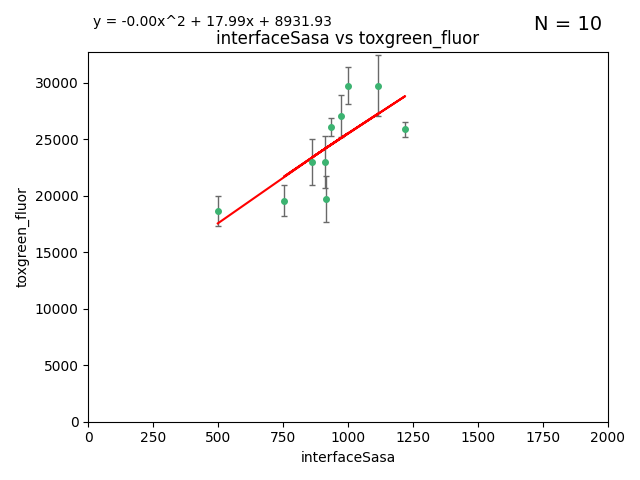 y = -0.00x^2 + 17.99x + 8931.93
N = 10
interfaceSasa vs toxgreen_fluor
30000
25000
20000
15000
10000
5000
0
toxgreen_fluor
0 250 500 750 1000 1250 1500 1750 2000
interfaceSasa